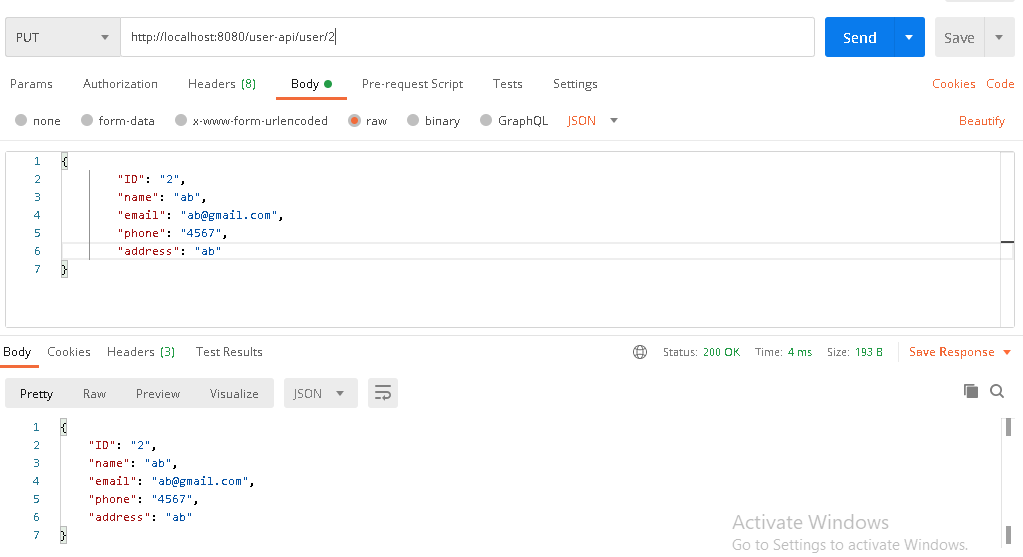 PUT http://localhost:8080/user-api/user/2 Send Save
Params Authorization Headers (8) Body Pre-request Script Tests Settings Cookies Code
none form-data x-www-form-urlencoded raw binary GraphQL JSON Beautify
1 {
2 "ID": "2",
3 "name": "ab",
4 "email": "ab@gmail.com",
5 "phone": "4567",
6 "address": "ab"
7 }
Body Cookies Headers (3) Test Results Status: 200 OK Time: 4 ms Size: 193 B Save Response
Pretty Raw Preview Visualize JSON
1 {
2 "ID": "2",
3 "name": "ab",
4 "email": "ab@gmail.com",
5 "phone": "4567",
6 "address": "ab"
7 }
Activate Windows
Go to Settings to activate Windows.